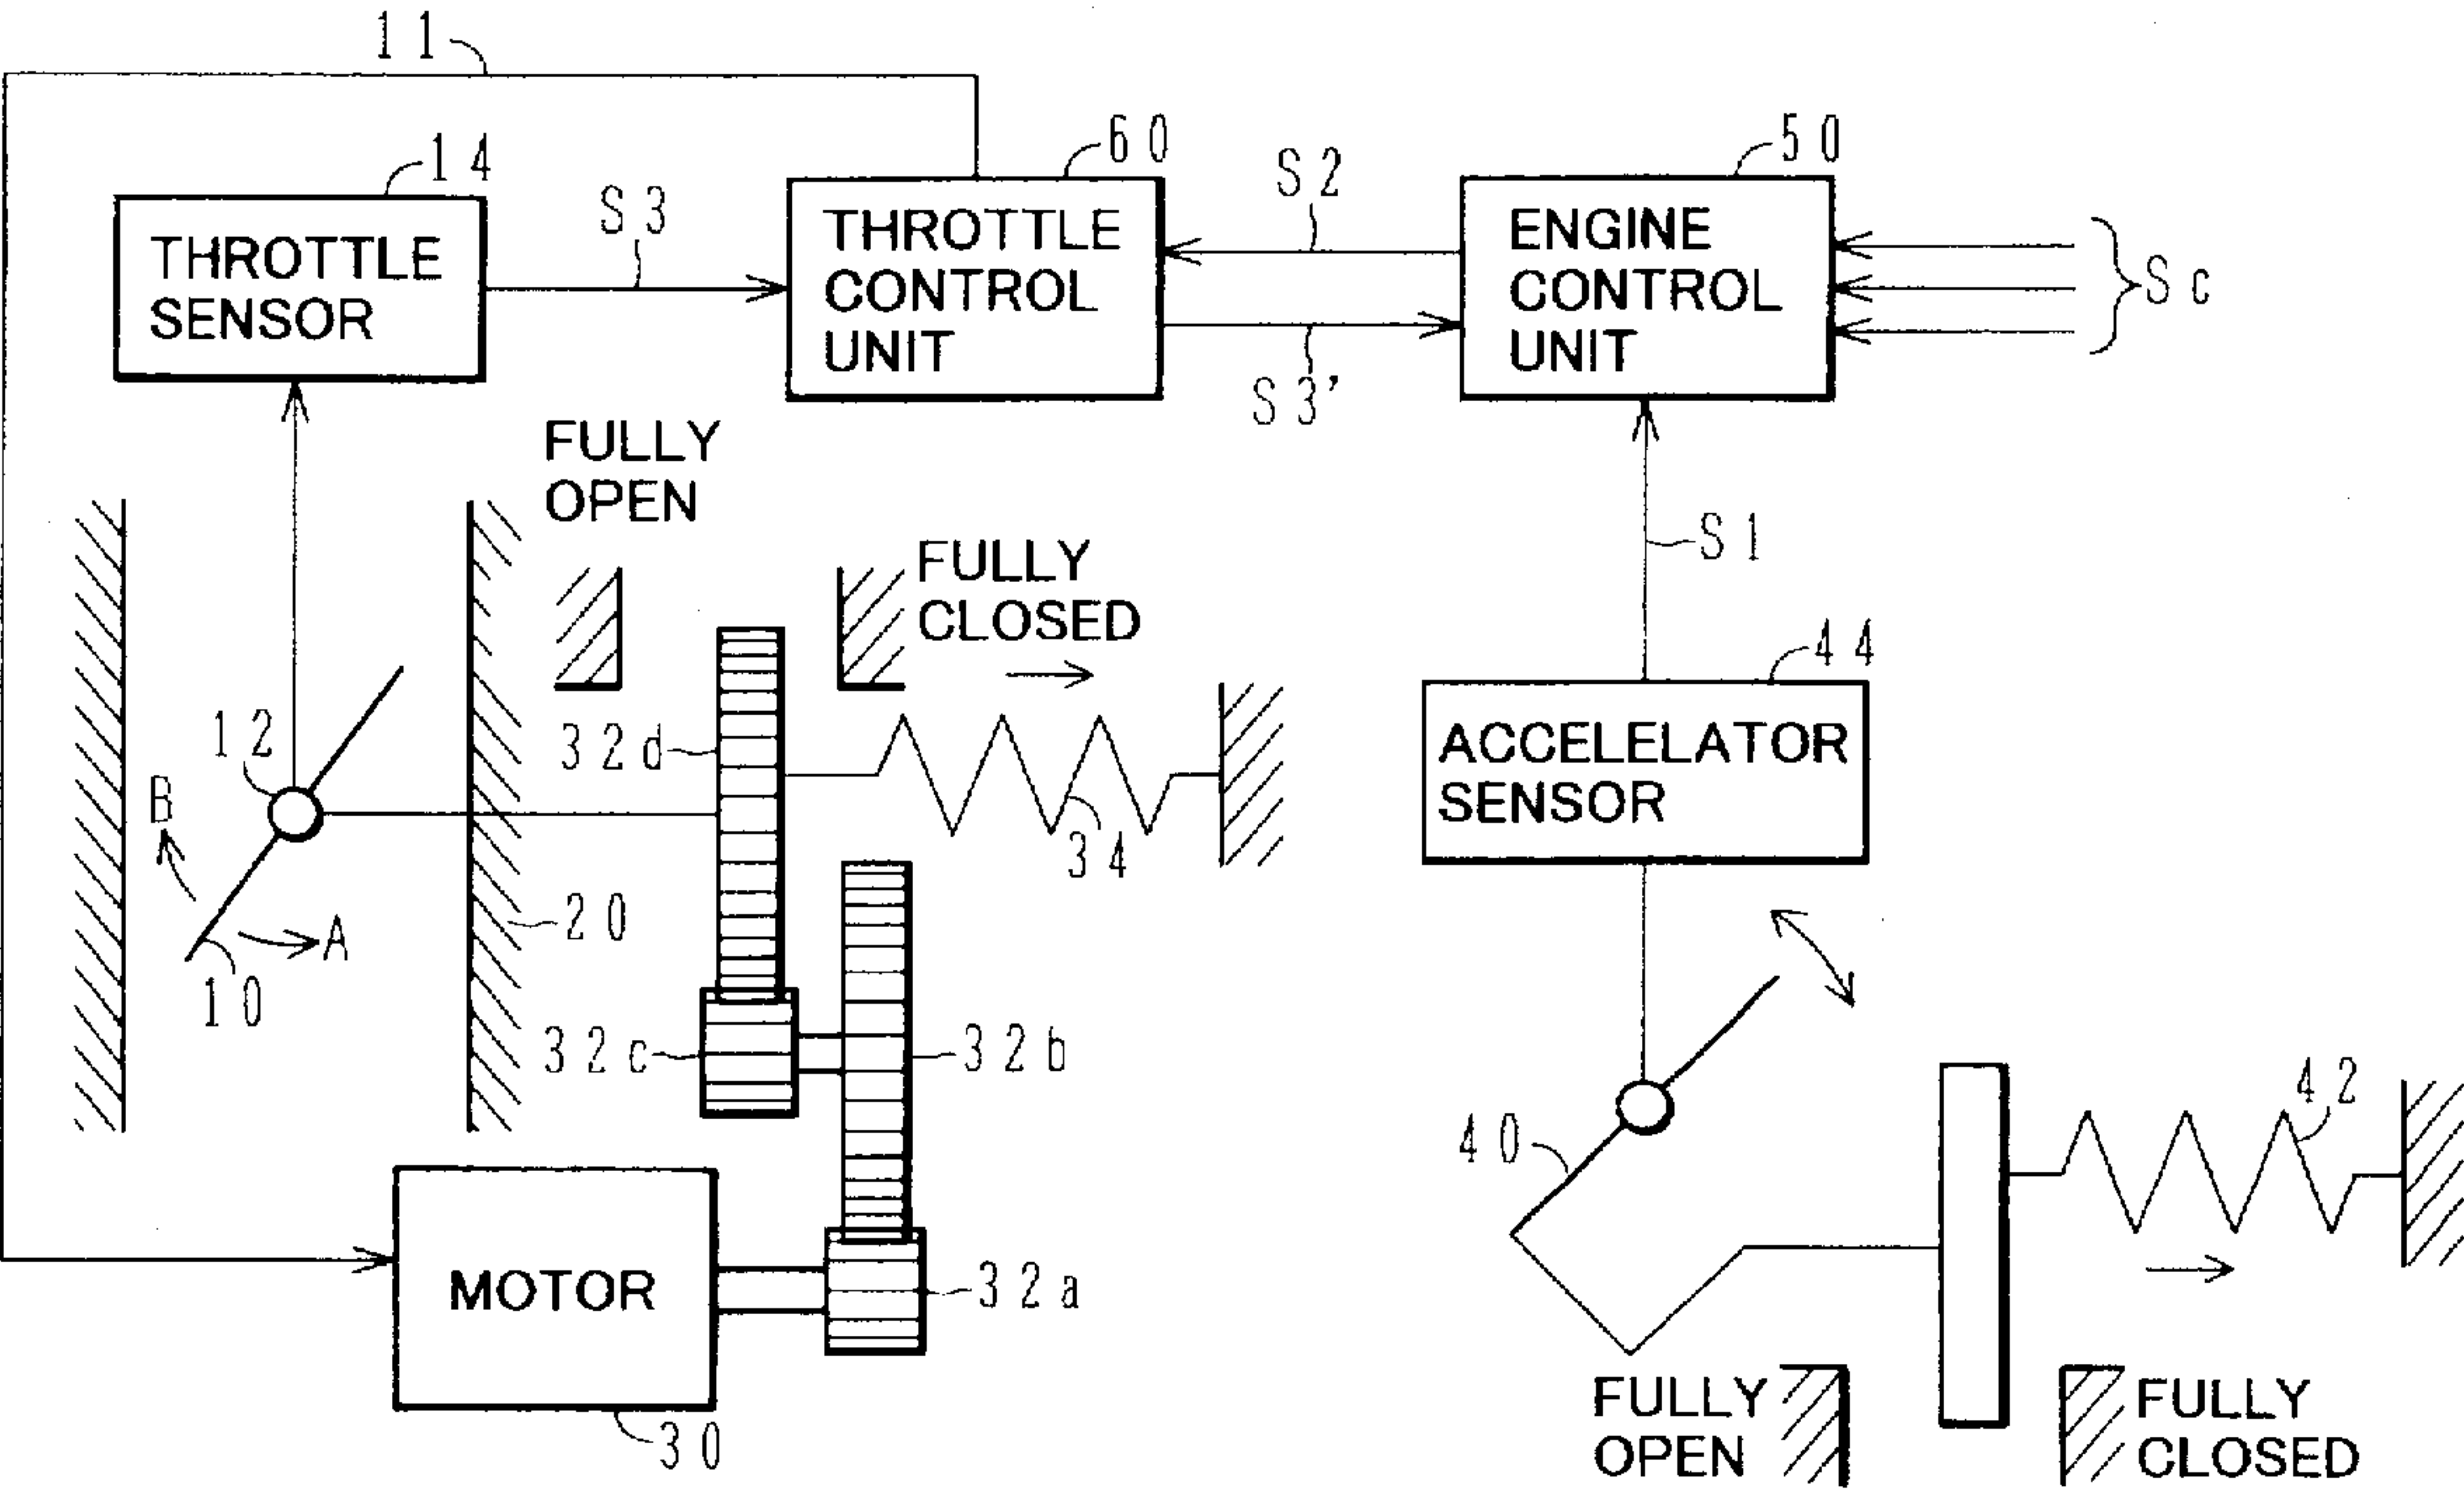 11
14
THROTTLE
SENSOR
S3
60
THROTTLE
CONTROL
UNIT
S2
S3'
50
ENGINE
CONTROL
UNIT
Sc
FULLY
OPEN
FULLY
CLOSED
S1
44
ACCELELATOR
SENSOR
12
B
A
10
20
32d
34
32c
32b
32a
MOTOR
30
40
42
FULLY
OPEN
FULLY
CLOSED